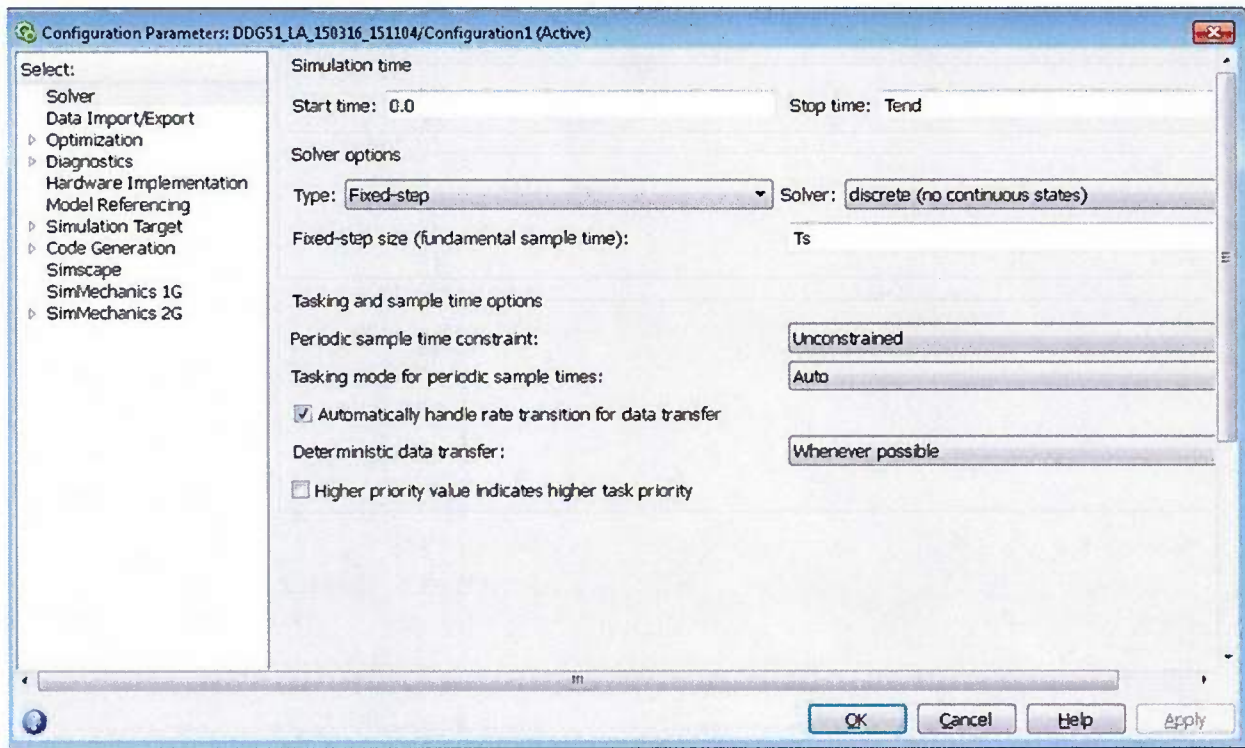 Configuration Parameters: DDG51_LA_150316_151104/Configuration1 (Active)
Select:
Solver
Data Import/Export
Optimization
Diagnostics
Hardware Implementation
Model Referencing
Simulation Target
Code Generation
Simscape
SimMechanics 1G
SimMechanics 2G
Simulation time
Start time: 0.0 Stop time: Tend
Solver options
Type: Fixed-step Solver: discrete (no continuous states)
Fixed-step size (fundamental sample time): Ts
Tasking and sample time options
Periodic sample time constraint: Unconstrained
Tasking mode for periodic sample times: Auto
Automatically handle rate transition for data transfer
Deterministic data transfer: Whenever possible
Higher priority value indicates higher task priority
OK Cancel Help Apply